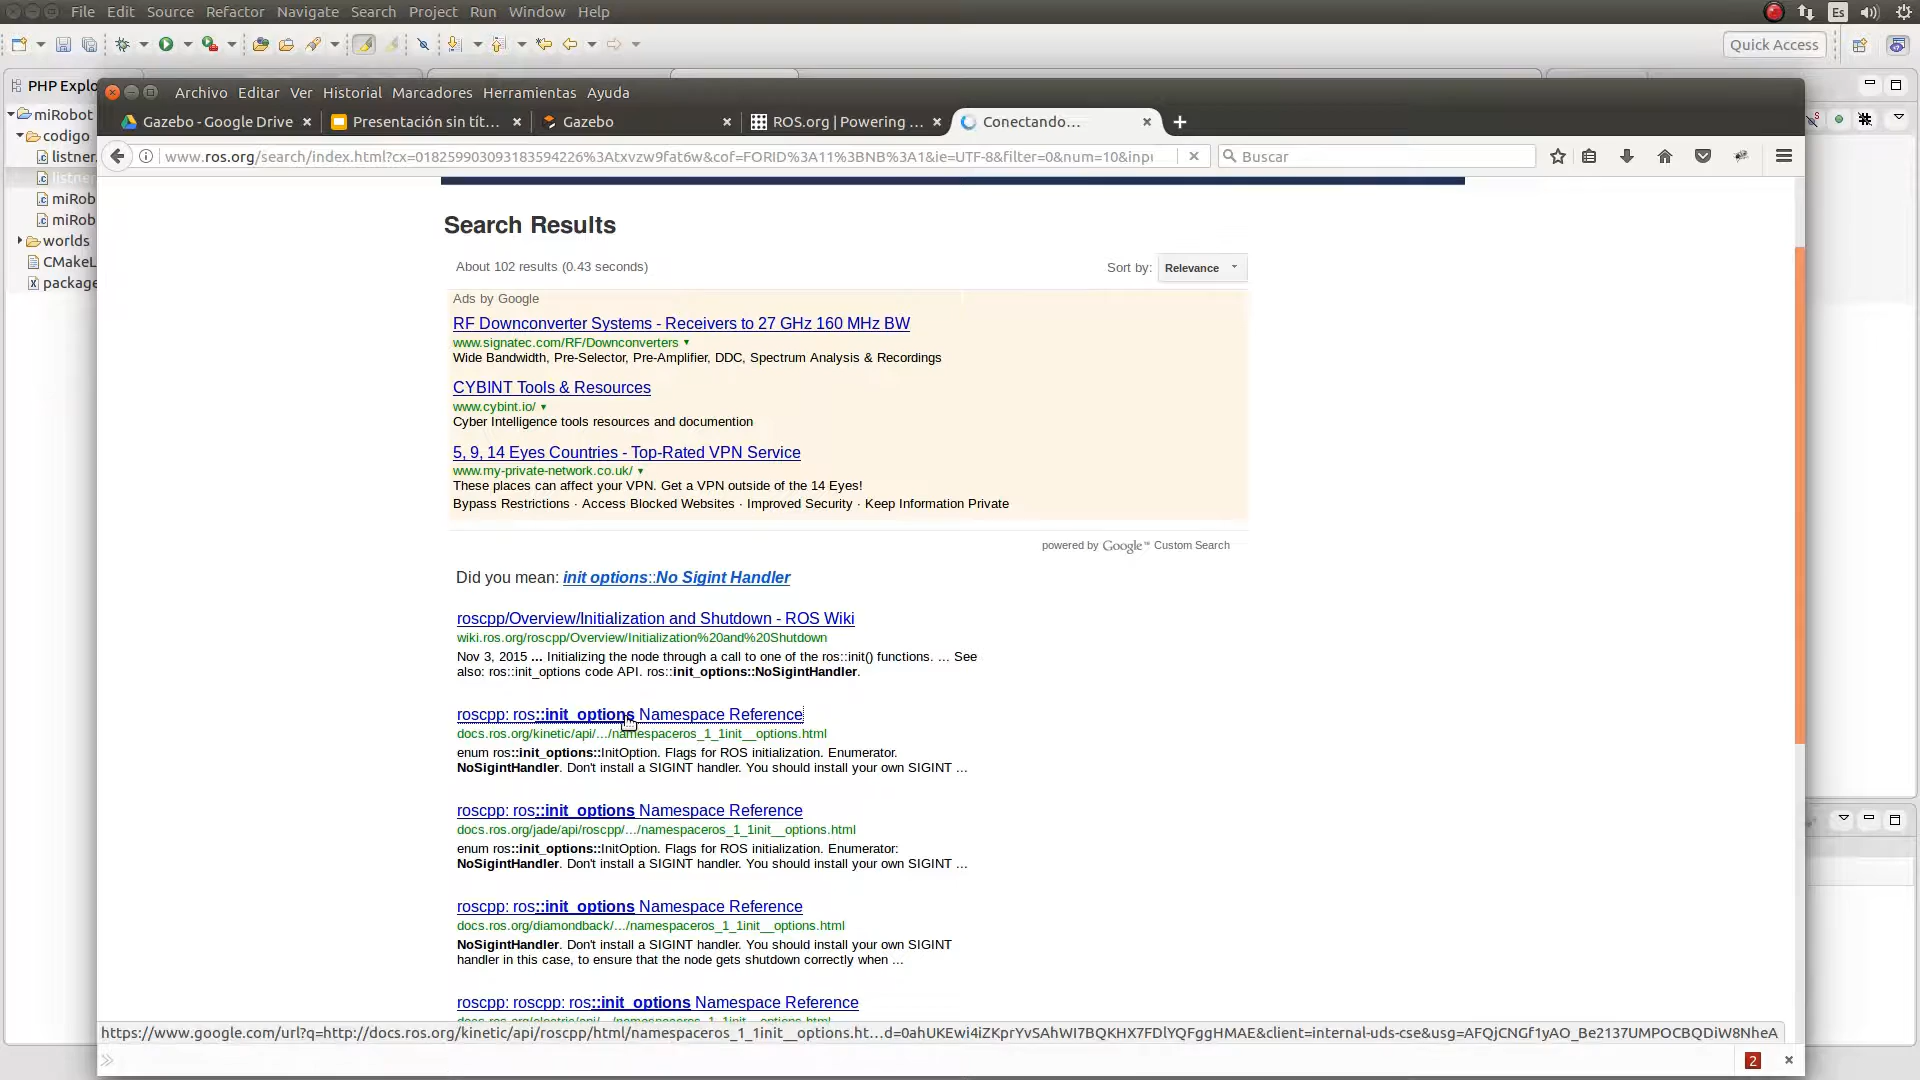 File Edit Source Refactor Navigate Search Project Run Window Help
Es
Quick Access
PHP Explo
miRobot
codigo
listner.
listner.
miRob
miRob
worlds
CMakeL
package
Archivo Editar Ver Historial Marcadores Herramientas Ayuda
Gazebo - Google Drive
Presentación sin tít...
Gazebo
ROS.org | Powering ...
Conectando...
www.ros.org/search/index.html?cx=018259903093183594226%3Atxvzw9fat6w&cof=FORID%3A11%3BNB%3A1&ie=UTF-8&filter=0&num=10&inpu
Buscar
Search Results
About 102 results (0.43 seconds)
Sort by: Relevance
Ads by Google
RF Downconverter Systems - Receivers to 27 GHz 160 MHz BW
www.signatec.com/RF/Downconverters
Wide Bandwidth, Pre-Selector, Pre-Amplifier, DDC, Spectrum Analysis & Recordings
CYBINT Tools & Resources
www.cybint.io/
Cyber Intelligence tools resources and documention
5, 9, 14 Eyes Countries - Top-Rated VPN Service
www.my-private-network.co.uk/
These places can affect your VPN. Get a VPN outside of the 14 Eyes!
Bypass Restrictions · Access Blocked Websites · Improved Security · Keep Information Private
powered by Google™ Custom Search
Did you mean: init options::No Sigint Handler
roscpp/Overview/Initialization and Shutdown - ROS Wiki
wiki.ros.org/roscpp/Overview/Initialization%20and%20Shutdown
Nov 3, 2015 ... Initializing the node through a call to one of the ros::init() functions. ... See
also: ros::init_options code API. ros::init_options::NoSigintHandler.
roscpp: ros::init_options Namespace Reference
docs.ros.org/kinetic/api/.../namespaceros_1_1init__options.html
enum ros::init_options::InitOption. Flags for ROS initialization. Enumerator.
NoSigintHandler. Don't install a SIGINT handler. You should install your own SIGINT ...
roscpp: ros::init_options Namespace Reference
docs.ros.org/jade/api/roscpp/.../namespaceros_1_1init__options.html
enum ros::init_options::InitOption. Flags for ROS initialization. Enumerator:
NoSigintHandler. Don't install a SIGINT handler. You should install your own SIGINT ...
roscpp: ros::init_options Namespace Reference
docs.ros.org/diamondback/.../namespaceros_1_1init__options.html
NoSigintHandler. Don't install a SIGINT handler. You should install your own SIGINT
handler in this case, to ensure that the node gets shutdown correctly when ...
roscpp: roscpp: ros::init_options Namespace Reference
https://www.google.com/url?q=http://docs.ros.org/kinetic/api/roscpp/html/namespaceros_1_1init__options.ht...d=0ahUKEwi4iZKprYvSAhWI7BQKHX7FDlYQFggHMAE&client=internal-uds-cse&usg=AFQjCNGf1yAO_Be2137UMPOCBQDiW8NheA
2